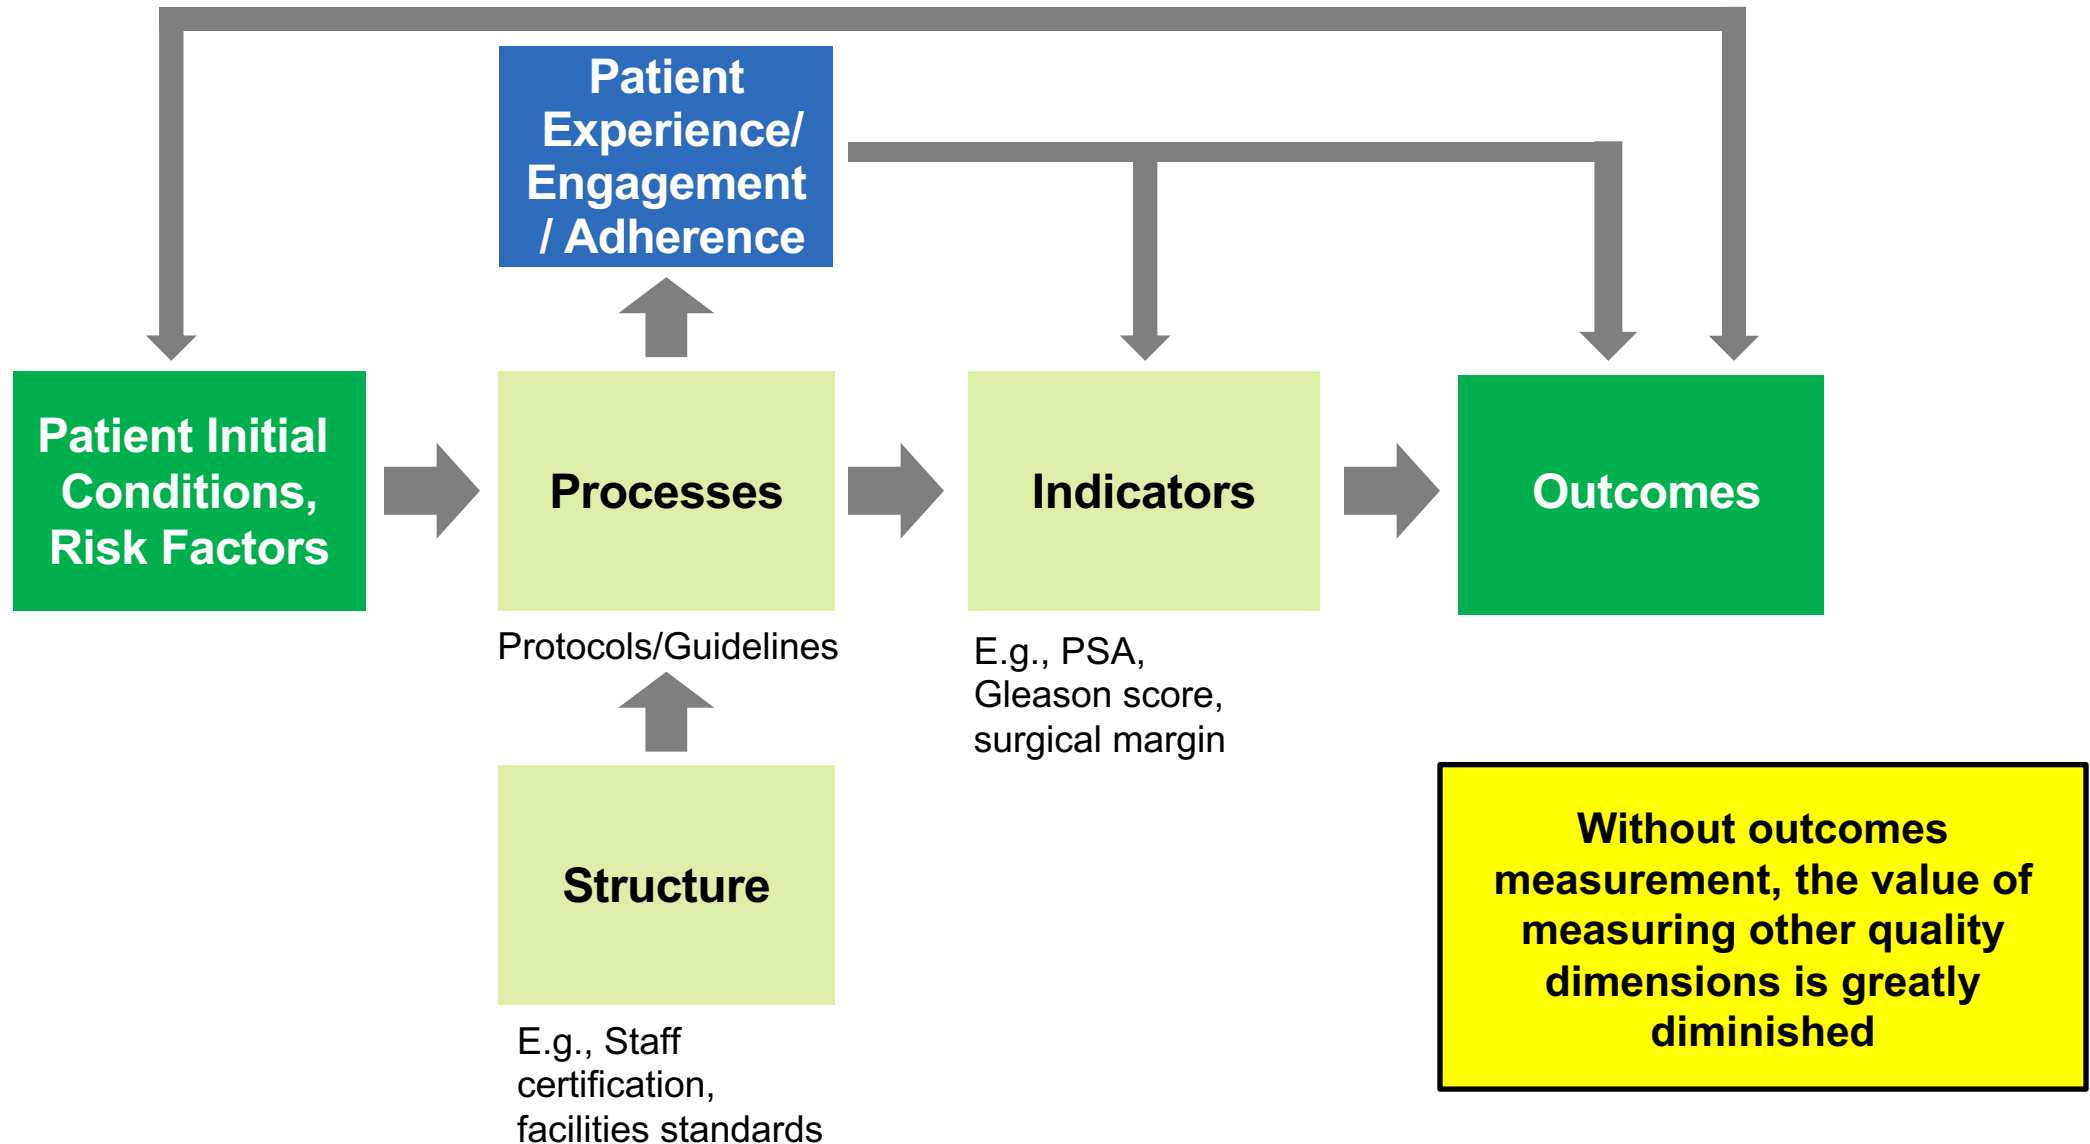 Patient
Experience/
Engagement
/ Adherence
Patient Initial
Conditions,
Risk Factors
Processes
Indicators
Outcomes
Protocols/Guidelines
E.g., PSA,
Gleason score,
surgical margin
Structure
E.g., Staff
certification,
facilities standards
Without outcomes
measurement, the value of
measuring other quality
dimensions is greatly
diminished